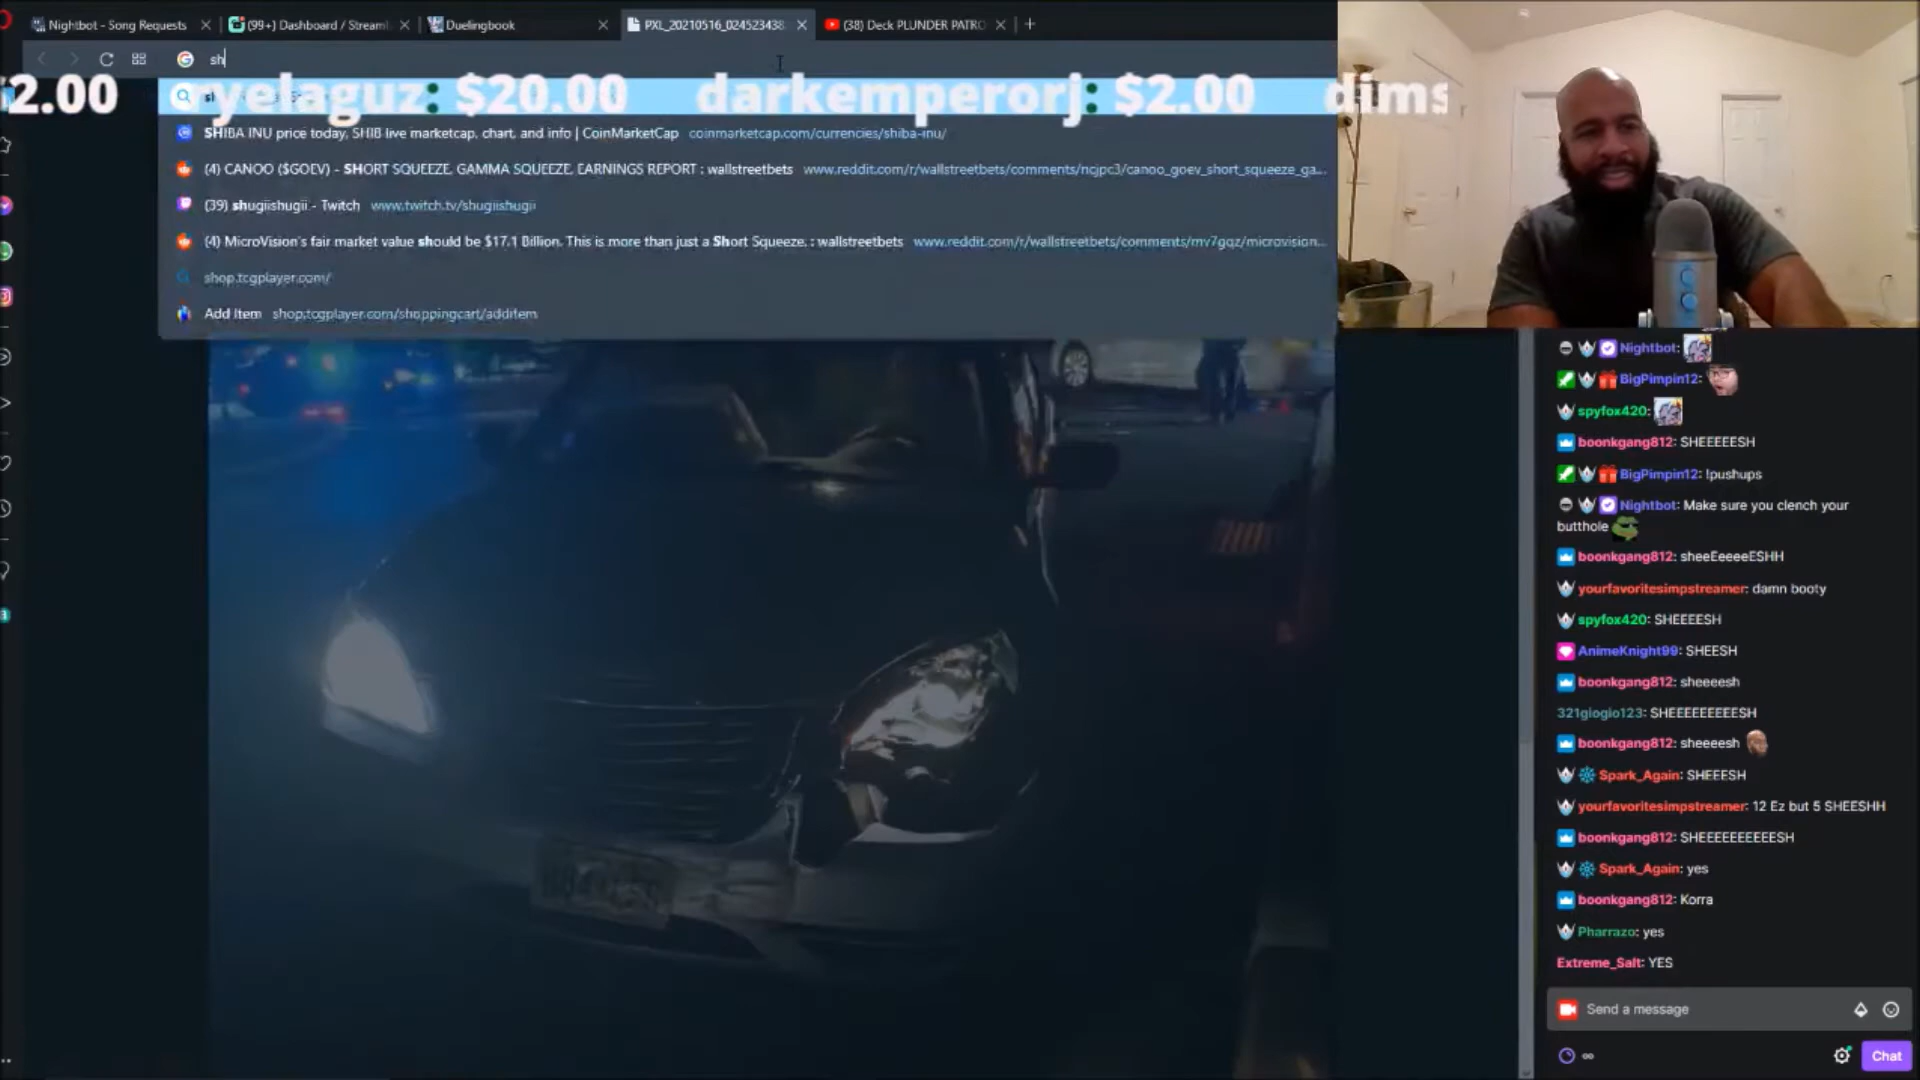 Nightbot - Song Requests
(99+) Dashboard / Streaml
Duelingbook
PXL_20210516_024523438
(38) Deck PLUNDER PATRO
sh
2.00 ryelaguz: $20.00 darkemperorj: $2.00 dims
SHIBA INU price today, SHIB live marketcap, chart, and info | CoinMarketCap coinmarketcap.com/currencies/shiba-inu/
(4) CANOO ($GOEV) - SHORT SQUEEZE, GAMMA SQUEEZE, EARNINGS REPORT : wallstreetbets www.reddit.com/r/wallstreetbets/comments/ncjpc3/canoo_goev_short_squeeze_ga...
(39) shugiishugii - Twitch www.twitch.tv/shugiishugii
(4) MicroVision's fair market value should be $17.1 Billion. This is more than just a Short Squeeze. : wallstreetbets www.reddit.com/r/wallstreetbets/comments/mv7gqz/microvision...
shop.tcgplayer.com/
Add Item shop.tcgplayer.com/shoppingcart/additem
Nightbot:
BigPimpin12:
spyfox420:
boonkgang812: SHEEEEESH
BigPimpin12: !pushups
Nightbot: Make sure you clench your
butthole
boonkgang812: sheeEeeeeESHH
yourfavoritesimpstreamer: damn booty
spyfox420: SHEEEESH
AnimeKnight99: SHEESH
boonkgang812: sheeeesh
321giogio123: SHEEEEEEEEEESH
boonkgang812: sheeeesh
Spark_Again: SHEEESH
yourfavoritesimpstreamer: 12 Ez but 5 SHEESHH
boonkgang812: SHEEEEEEEEEESH
Spark_Again: yes
boonkgang812: Korra
Pharrazo: yes
Extreme_Salt: YES
Send a message
Chat